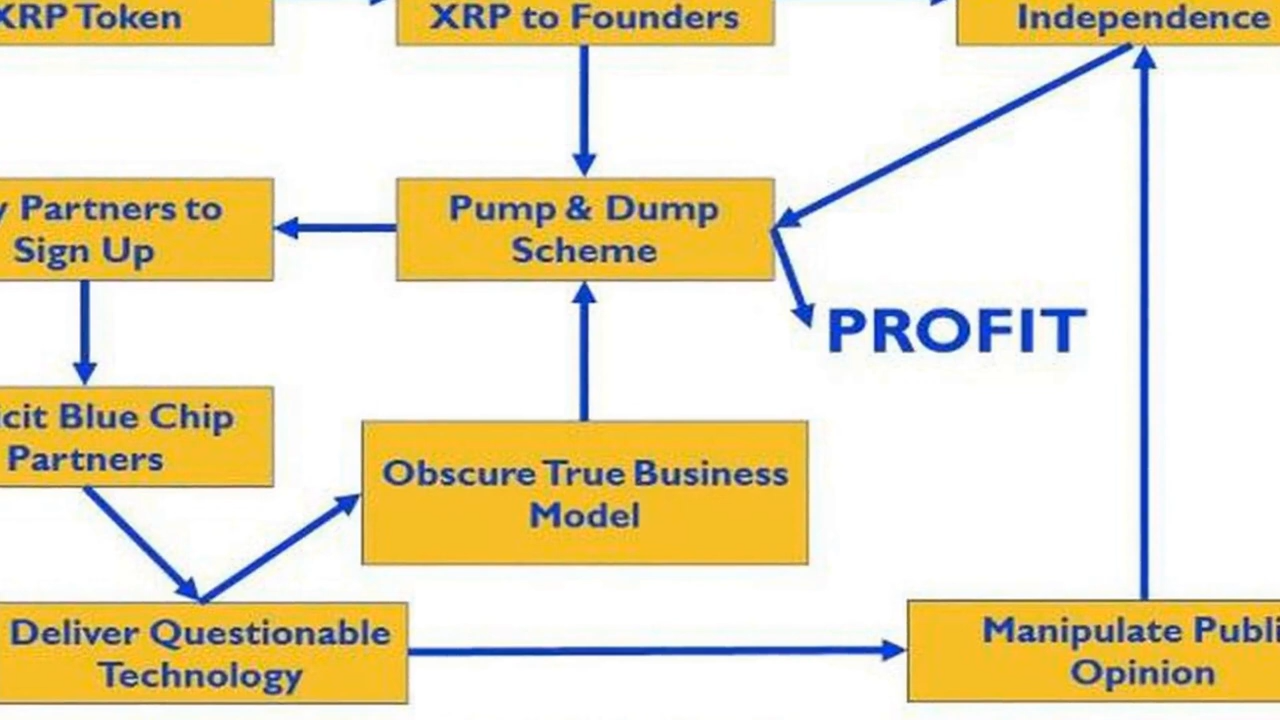 XRP Token
XRP to Founders
Independence
Partners to
Sign Up
Pump & Dump
Scheme
PROFIT
Blue Chip
Partners
Obscure True Business
Model
Deliver Questionable
Technology
Manipulate Publi
Opinion